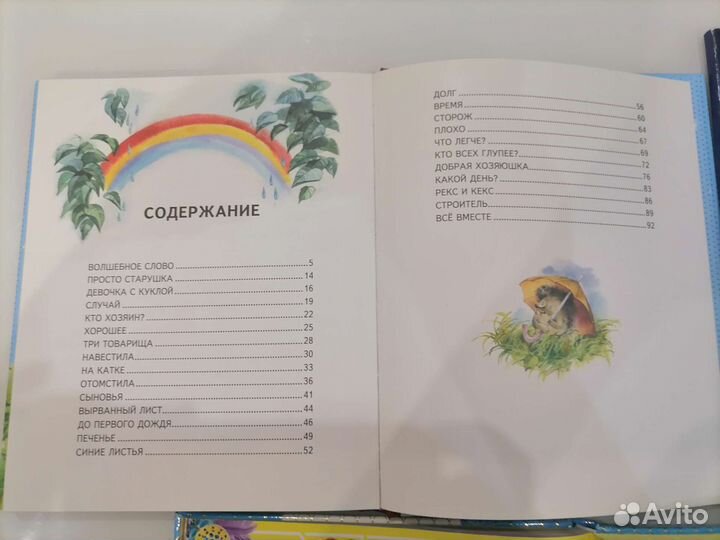 СОДЕРЖАНИЕ
ВОЛШЕБНОЕ СЛОВО 5
ПРОСТО СТАРУШКА 14
ДЕВОЧКА С КУКЛОЙ 16
СЛУЧАЙ 19
КТО ХОЗЯИН? 22
ХОРОШЕЕ 25
ТРИ ТОВАРИЩА 28
НАВЕСТИЛА 30
НА КАТКЕ 33
ОТОМСТИЛА 36
СЫНОВЬЯ 41
ВЫРВАННЫЙ ЛИСТ 44
ДО ПЕРВОГО ДОЖДЯ 46
ПЕЧЕНЬЕ 49
СИНИЕ ЛИСТЬЯ 52
ДОЛГ 56
ВРЕМЯ 60
СТОРОЖ 64
ПЛОХО 67
ЧТО ЛЕГЧЕ? 69
КТО ВСЕХ ГЛУПЕЕ? 72
ДОБРАЯ ХОЗЯЮШКА 76
КАКОЙ ДЕНЬ? 83
РЕКС И КЕКС 86
СТРОИТЕЛЬ 89
ВСЁ ВМЕСТЕ 92
Avito